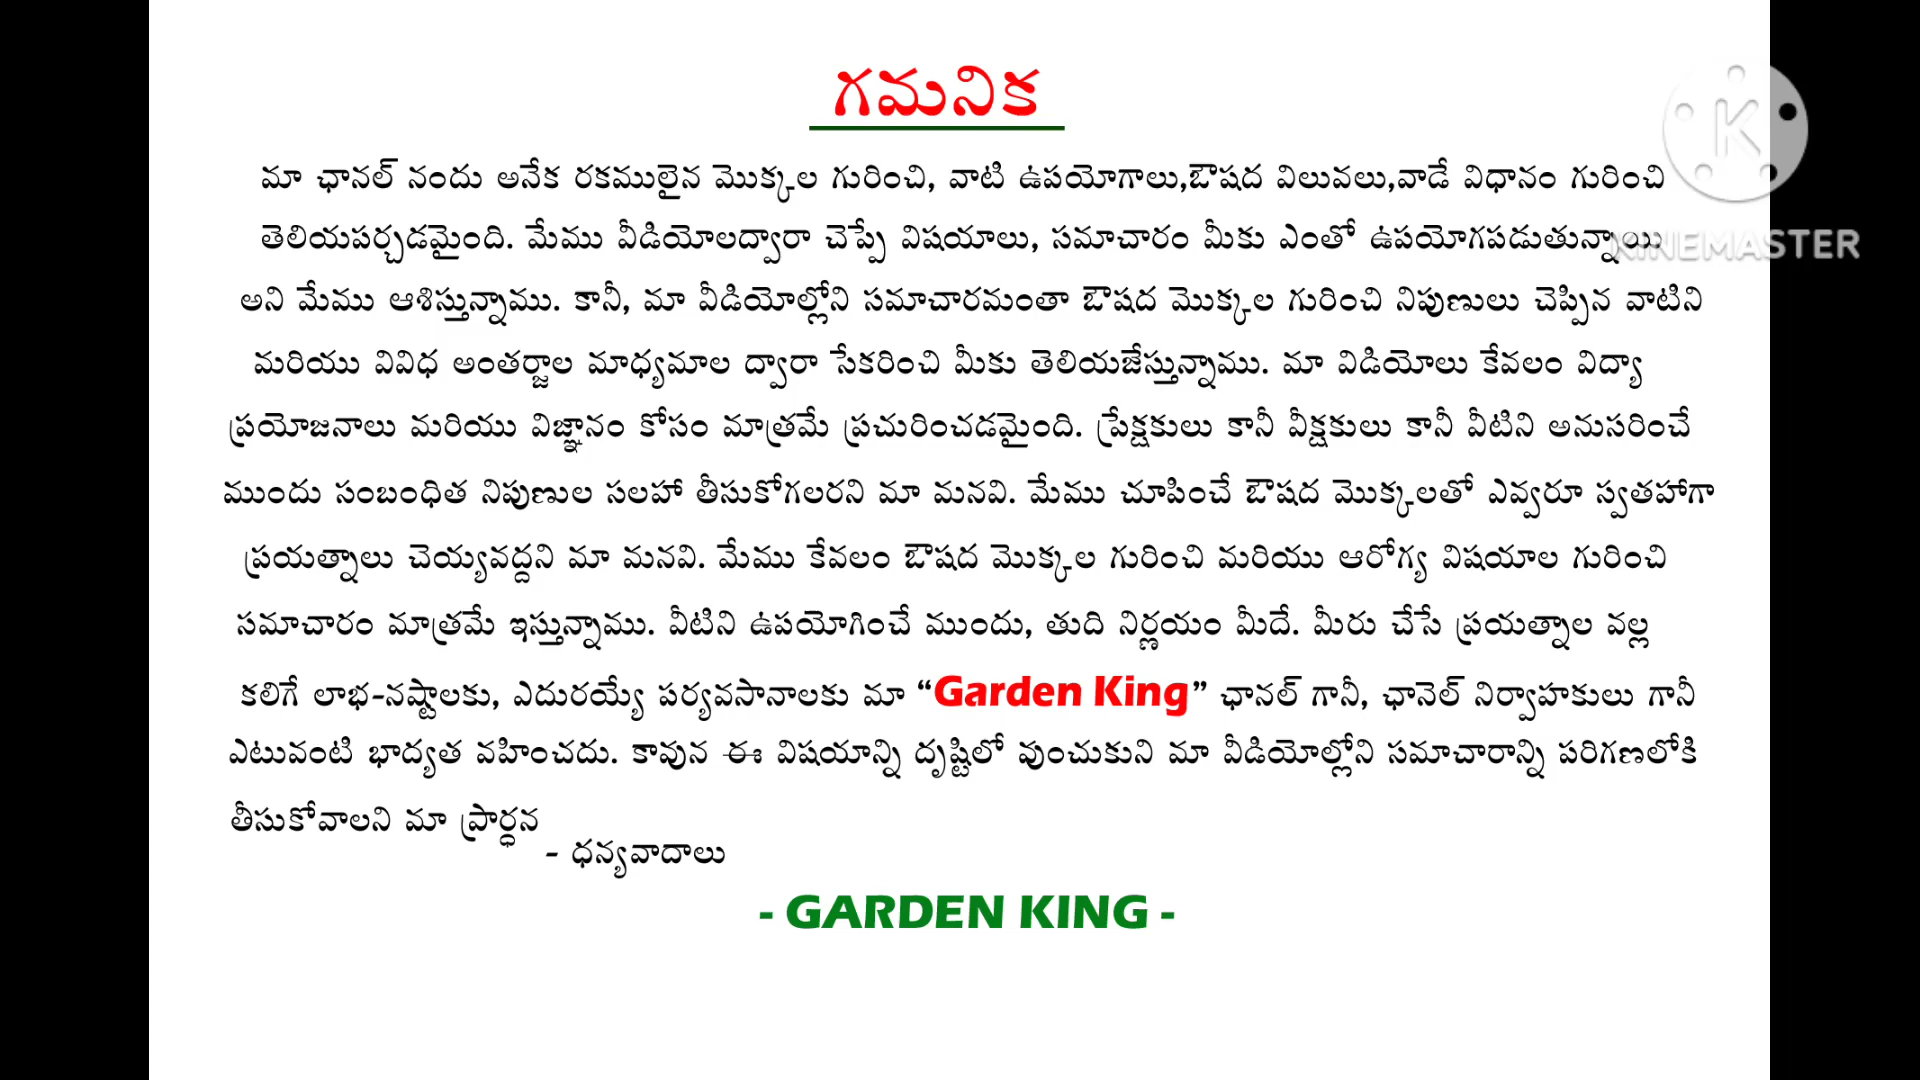 గమనిక
మా ఛానల్ నందు అనేక రకములైన మొక్కల గురించి, వాటి ఉపయోగాలు,ఔషద విలువలు,వాడే విధానం గురించి
తెలియపర్చడమైంది. మేము వీడియోలద్వారా చెప్పే విషయాలు, సమాచారం మీకు ఎంతో ఉపయోగపడుతున్నాయి
అని మేము ఆశిస్తున్నాము. కానీ, మా వీడియోల్లోని సమాచారమంతా ఔషద మొక్కల గురించి నిపుణులు చెప్పిన వాటిని
మరియు వివిధ అంతర్జాల మాధ్యమాల ద్వారా సేకరించి మీకు తెలియజేస్తున్నాము. మా విడియోలు కేవలం విద్యా
ప్రయోజనాలు మరియు విజ్ఞానం కోసం మాత్రమే ప్రచురించడమైంది. ప్రేక్షకులు కానీ వీక్షకులు కానీ వీటిని అనుసరించే
ముందు సంబంధిత నిపుణుల సలహా తీసుకోగలరని మా మనవి. మేము చూపించే ఔషద మొక్కలతో ఎవ్వరూ స్వతహాగా
ప్రయత్నాలు చెయ్యవద్దని మా మనవి. మేము కేవలం ఔషద మొక్కల గురించి మరియు ఆరోగ్య విషయాల గురించి
సమాచారం మాత్రమే ఇస్తున్నాము. వీటిని ఉపయోగించే ముందు, తుది నిర్ణయం మీదే. మీరు చేసే ప్రయత్నాల వల్ల
కలిగే లాభ-నష్టాలకు, ఎదురయ్యే పర్యవసానాలకు మా “Garden King” ఛానల్ గానీ, ఛానెల్ నిర్వాహకులు గానీ
ఎటువంటి భాద్యత వహించదు. కావున ఈ విషయాన్ని దృష్టిలో వుంచుకుని మా వీడియోల్లోని సమాచారాన్ని పరిగణలోకి
తీసుకోవాలని మా ప్రార్ధన
- ధన్యవాదాలు
- GARDEN KING -
KINEMASTER